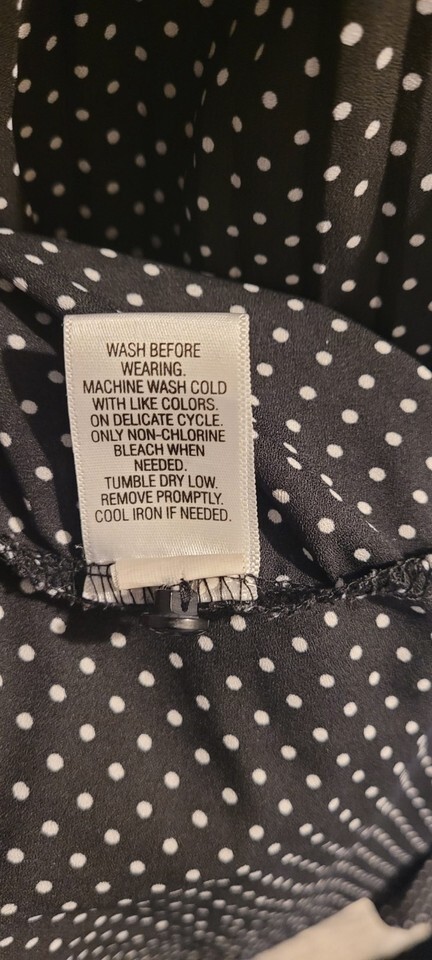 WASH BEFORE
WEARING.
MACHINE WASH COLD
WITH LIKE COLORS.
ON DELICATE CYCLE.
ONLY NON-CHLORINE
BLEACH WHEN
NEEDED.
TUMBLE DRY LOW.
REMOVE PROMPTLY.
COOL IRON IF NEEDED.